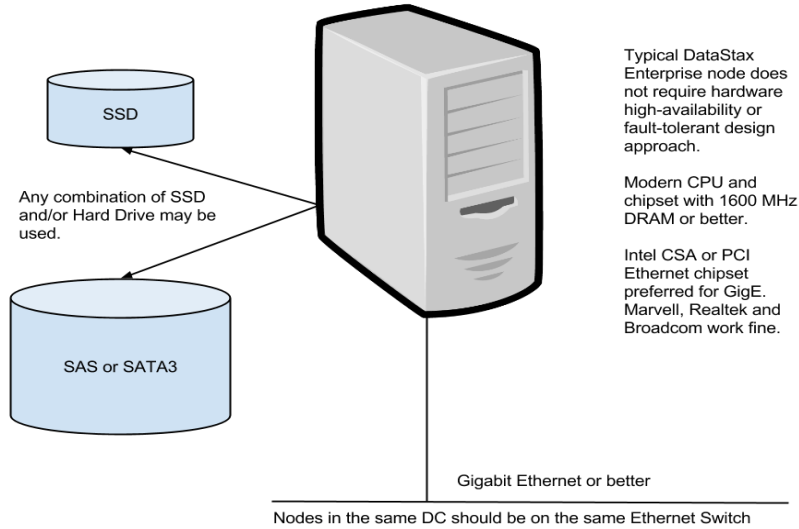 SSD
Any combination of SSD
and/or Hard Drive may be
used.
SAS or SATA3
Typical DataStax
Enterprise node does
not require hardware
high-availability or
fault-tolerant design
approach.
Modern CPU and
chipset with 1600 MHz
DRAM or better.
Intel CSA or PCI
Ethernet chipset
preferred for GigE.
Marvell, Realtek and
Broadcom work fine.
Gigabit Ethernet or better
Nodes in the same DC should be on the same Ethernet Switch